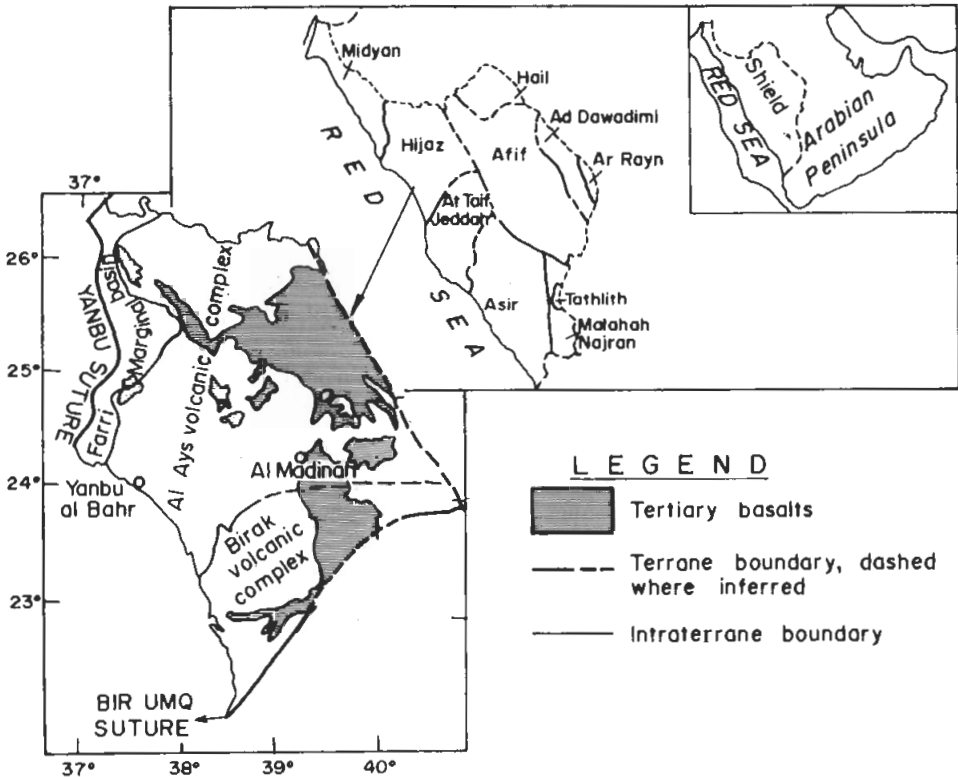 Midyan
Hail
Ad Dawadimi
Hijaz
Afif
Ar Rayn
At Taif
Jeddah
Asir
Tathlith
Malahah
Najran
RED SEA
RED SEA
Shield
Arabian
Peninsula
37°
26°
25°
24°
23°
YANBU SUTURE
Farri
Marginal
basin
Al Ays volcanic
complex
Al Madinah
Yanbu
al Bahr
Birak
volcanic
complex
BIR UMQ
SUTURE
37°
38°
39°
40°
LEGEND
Tertiary basalts
Terrane boundary, dashed
where inferred
Intraterrane boundary